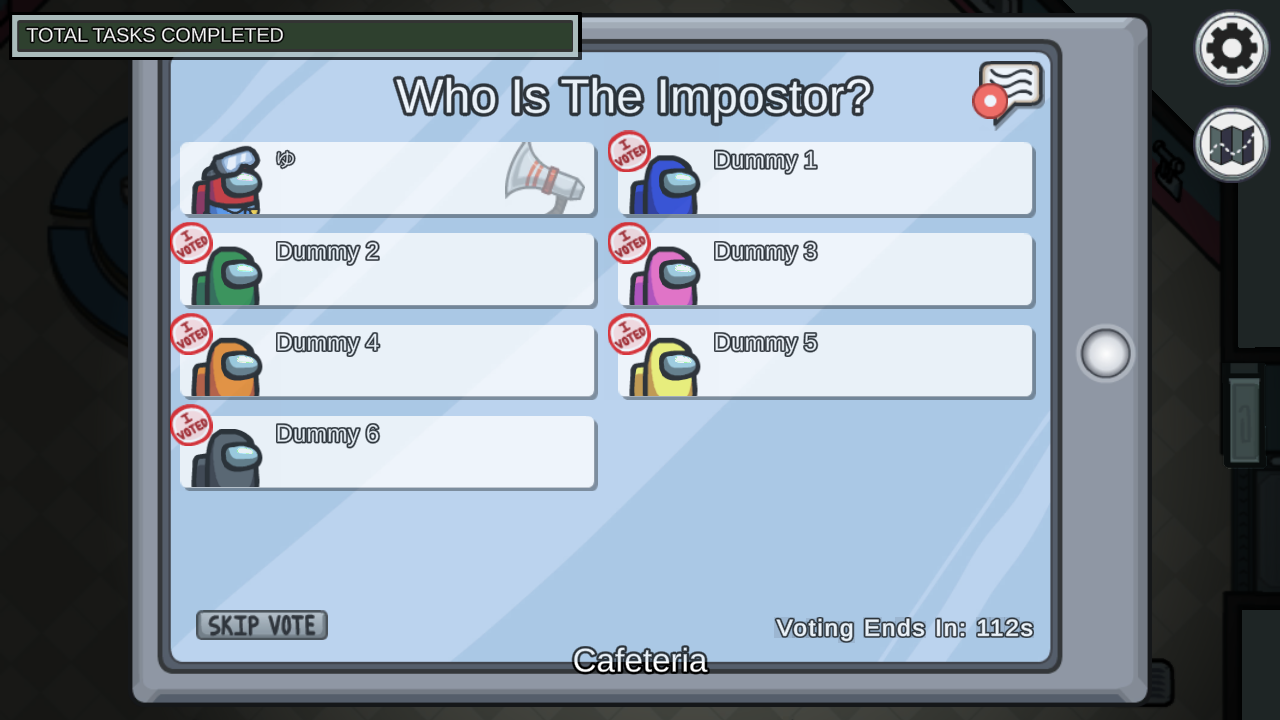 TOTAL TASKS COMPLETED
Who Is The Impostor?
ゆ
I VOTED
Dummy 1
I VOTED
Dummy 2
I VOTED
Dummy 3
I VOTED
Dummy 4
I VOTED
Dummy 5
I VOTED
Dummy 6
SKIP VOTE
Voting Ends In: 112s
Cafeteria